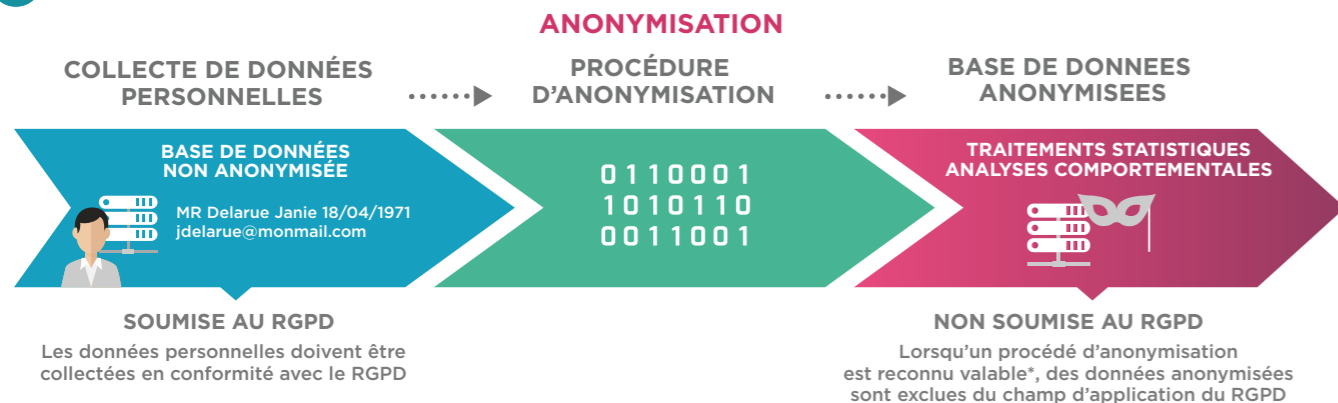 ANONYMISATION
COLLECTE DE DONNÉES
PERSONNELLES
PROCÉDURE
D’ANONYMISATION
BASE DE DONNEES
ANONYMISEES
BASE DE DONNÉES
NON ANONYMISÉE
MR Delarue Janie 18/04/1971
jdelarue@monmail.com
0110001
1010110
0011001
TRAITEMENTS STATISTIQUES
ANALYSES COMPORTEMENTALES
SOUMISE AU RGPD
Les données personnelles doivent être
collectées en conformité avec le RGPD
NON SOUMISE AU RGPD
Lorsqu’un procédé d’anonymisation
est reconnu valable*, des données anonymisées
sont exclues du champ d’application du RGPD